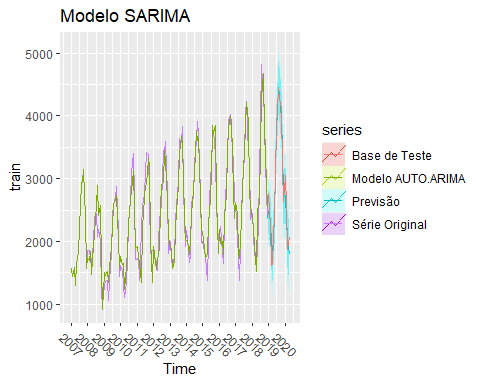 Modelo SARIMA
5000
4000
3000
2000
1000
train
2007
2008
2009
2010
2011
2012
2013
2014
2015
2016
2017
2018
2019
2020
Time
series
Base de Teste
Modelo AUTO.ARIMA
Previsão
Série Original